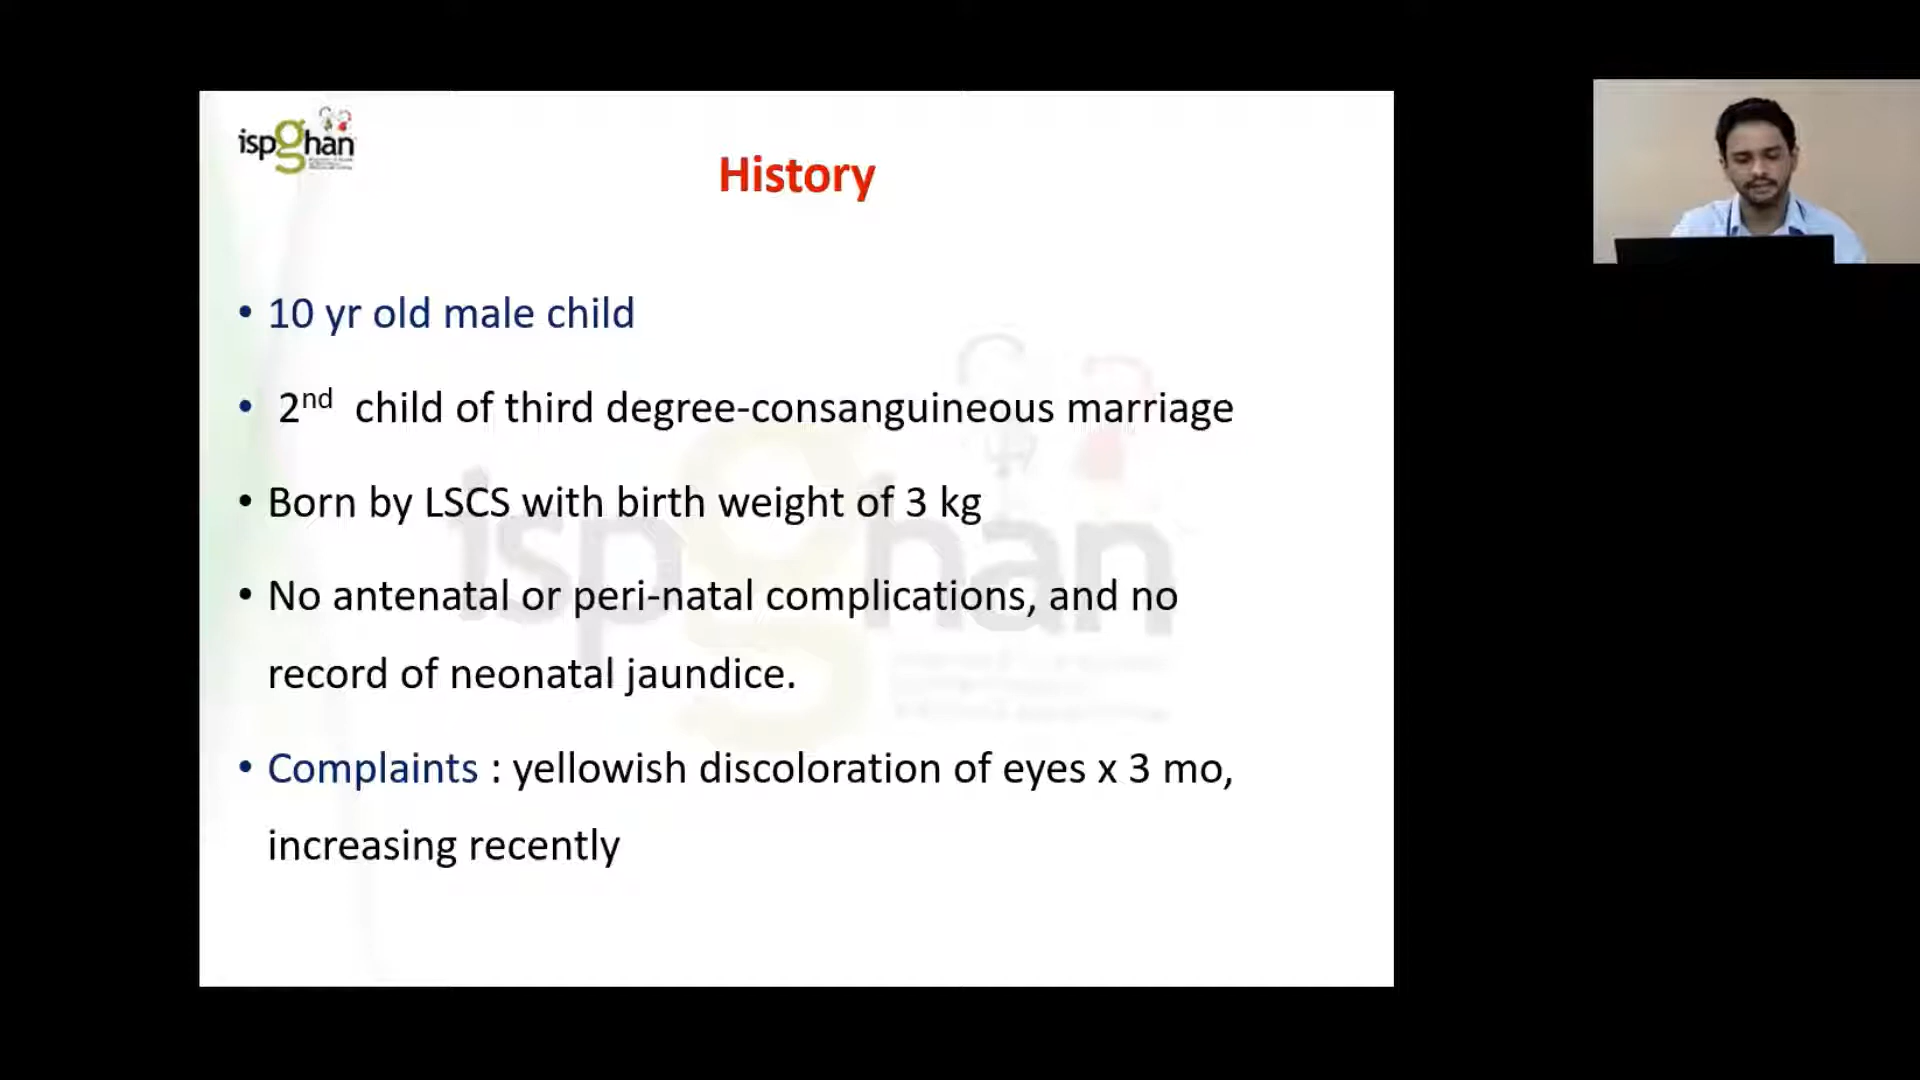 ispghan
History
• 10 yr old male child
• 2nd child of third degree-consanguineous marriage
• Born by LSCS with birth weight of 3 kg
• No antenatal or peri-natal complications, and no
record of neonatal jaundice.
• Complaints : yellowish discoloration of eyes x 3 mo,
increasing recently